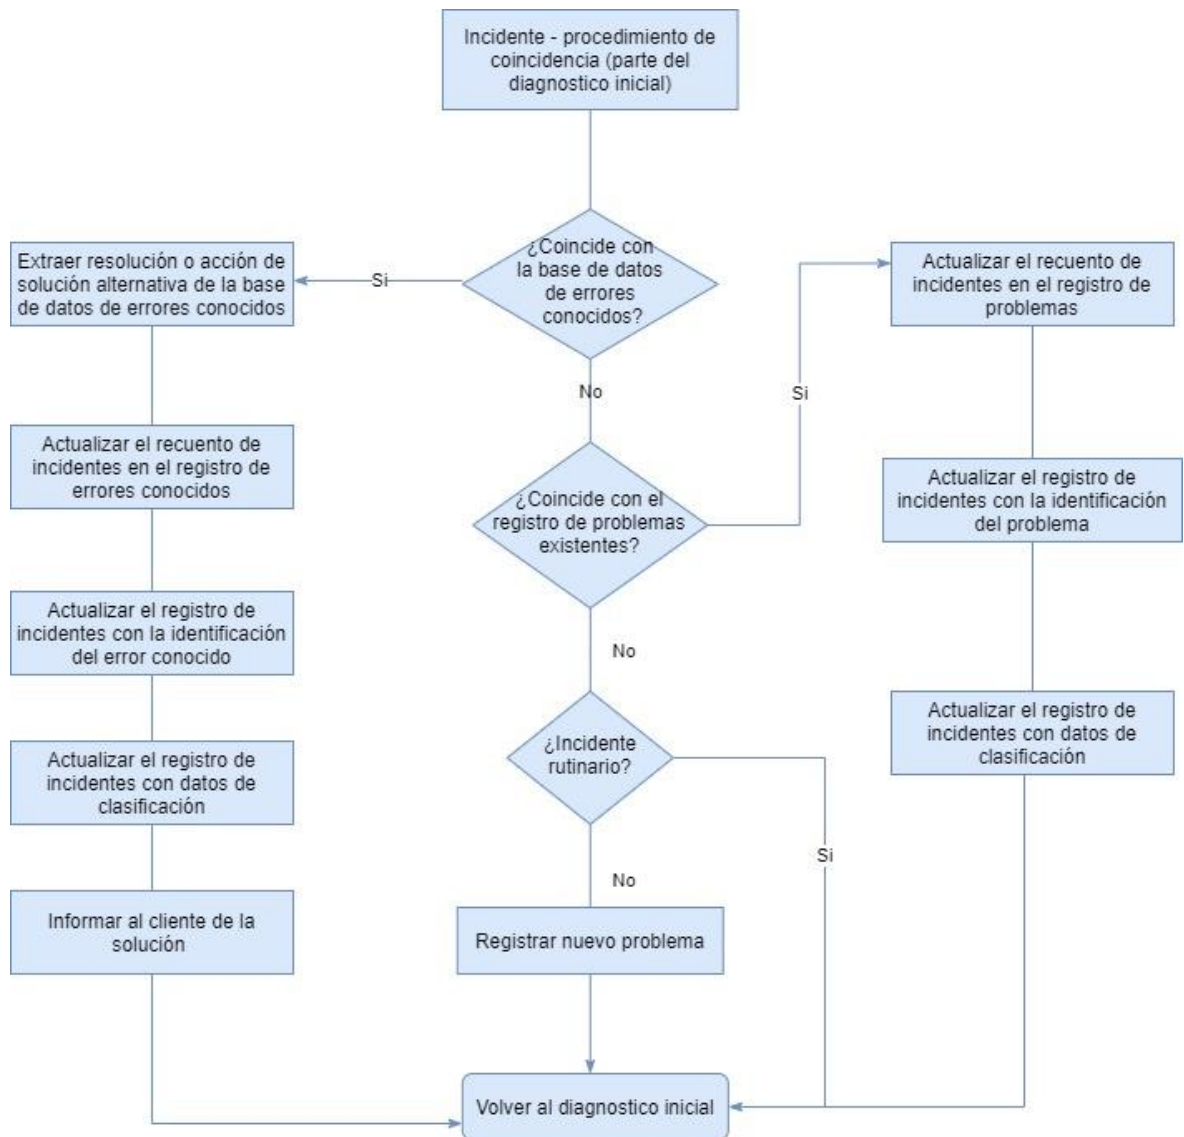 Incidente - procedimiento de
coincidencia (parte del
diagnostico inicial)
¿Coincide con
la base de datos
de errores
conocidos?
Si
Extraer resolución o acción de
solución alternativa de la base
de datos de errores conocidos
Actualizar el recuento de
incidentes en el registro de
errores conocidos
Actualizar el registro de
incidentes con la identificación
del error conocido
Actualizar el registro de
incidentes con datos de
clasificación
Informar al cliente de la
solución
No
¿Coincide con el
registro de problemas
existentes?
Si
Actualizar el recuento de
incidentes en el registro de
problemas
Actualizar el registro de
incidentes con la identificación
del problema
Actualizar el registro de
incidentes con datos de
clasificación
No
¿Incidente
rutinario?
Si
No
Registrar nuevo problema
Volver al diagnostico inicial